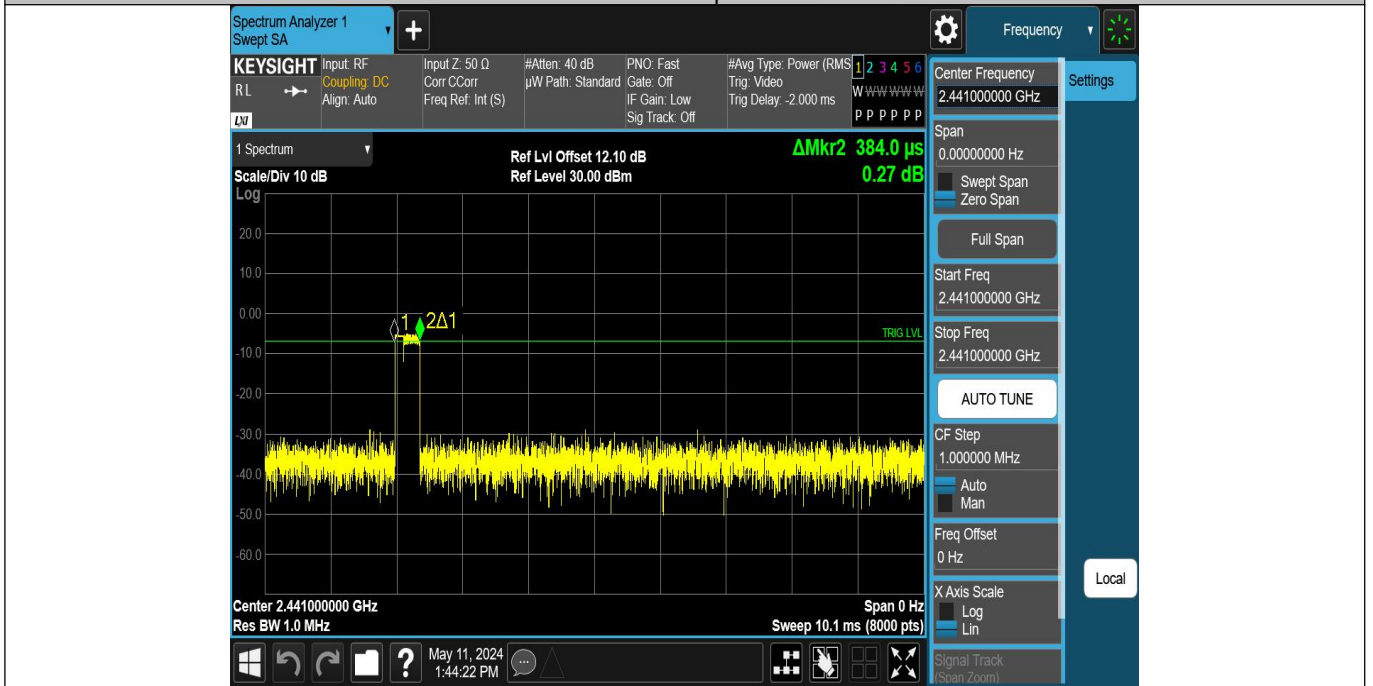 Spectrum Analyzer 1
Swept SA
+
Frequency
KEYSIGHT
RL
LXI
Input: RF
Coupling: DC
Align: Auto
Input Z: 50 Ω
Corr CCorr
Freq Ref: Int (S)
#Atten: 40 dB
µW Path: Standard
PNO: Fast
Gate: Off
IF Gain: Low
Sig Track: Off
#Avg Type: Power (RMS
Trig: Video
Trig Delay: -2.000 ms
1 2 3 4 5 6
W W W W W W
P P P P P P
1 Spectrum
Scale/Div 10 dB
Log
Ref Lvl Offset 12.10 dB
Ref Level 30.00 dBm
ΔMkr2 384.0 µs
0.27 dB
20.0
10.0
0.00
-10.0
-20.0
-30.0
-40.0
-50.0
-60.0
1
2Δ1
TRIG LVL
Center 2.441000000 GHz
Res BW 1.0 MHz
Span 0 Hz
Sweep 10.1 ms (8000 pts)
Center Frequency
2.441000000 GHz
Span
0.00000000 Hz
Swept Span
Zero Span
Full Span
Start Freq
2.441000000 GHz
Stop Freq
2.441000000 GHz
AUTO TUNE
CF Step
1.000000 MHz
Auto
Man
Freq Offset
0 Hz
X Axis Scale
Log
Lin
Signal Track
(Span Zoom)
Settings
Local
?
May 11, 2024
1:44:22 PM